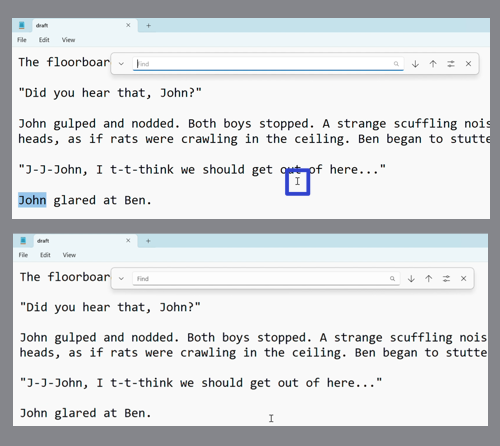 draft
File Edit View
Find
The floorboar
"Did you hear that, John?"
John gulped and nodded. Both boys stopped. A strange scuffling nois
heads, as if rats were crawling in the ceiling. Ben began to stutte
"J-J-John, I t-t-think we should get out of here..."
John glared at Ben.
draft
File Edit View
Find
The floorboar
"Did you hear that, John?"
John gulped and nodded. Both boys stopped. A strange scuffling nois
heads, as if rats were crawling in the ceiling. Ben began to stutte
"J-J-John, I t-t-think we should get out of here..."
John glared at Ben.